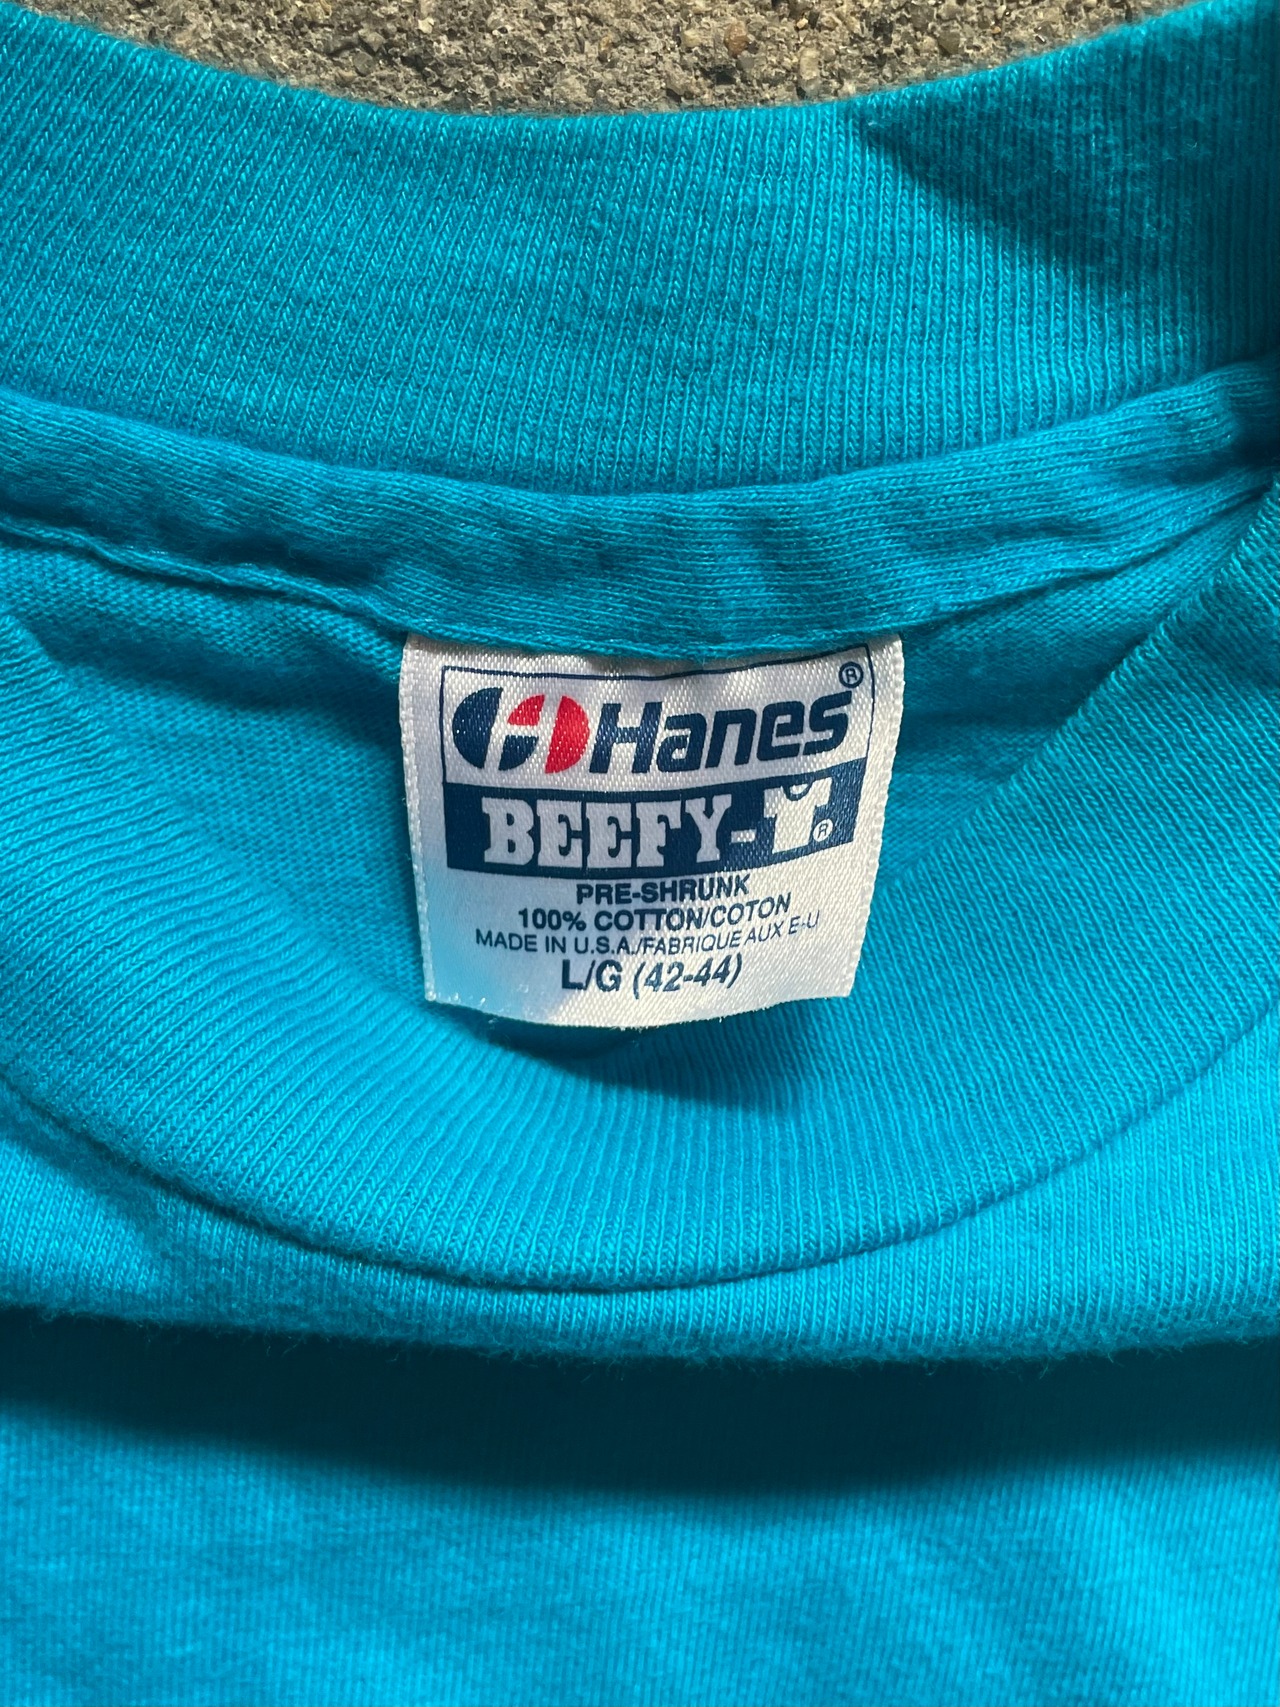 Hanes®
BEEFY-T®
PRE-SHRUNK
100% COTTON/COTON
MADE IN U.S.A./FABRIQUE AUX E-U
L/G (42-44)